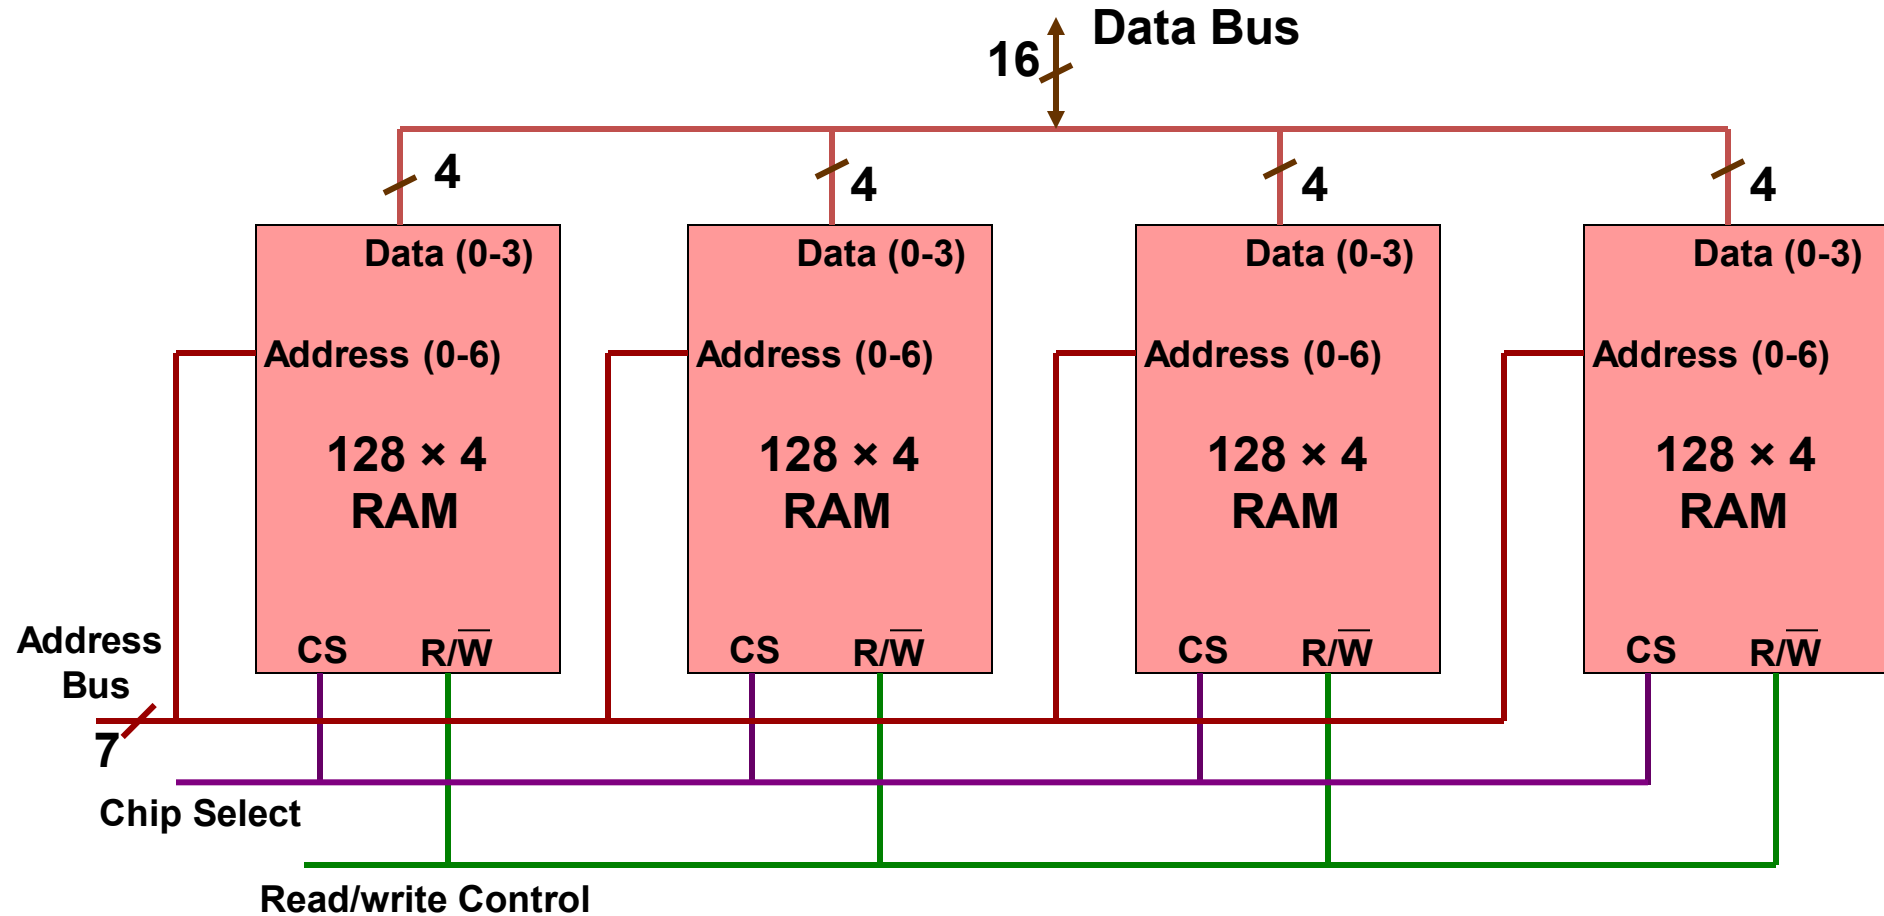 Data Bus
16
4
4
4
4
Data (0-3)
Data (0-3)
Data (0-3)
Data (0-3)
Address (0-6)
Address (0-6)
Address (0-6)
Address (0-6)
128 × 4
RAM
128 × 4
RAM
128 × 4
RAM
128 × 4
RAM
CS
R/W̅
CS
R/W̅
CS
R/W̅
CS
R/W̅
Address
Bus
7
Chip Select
Read/write Control